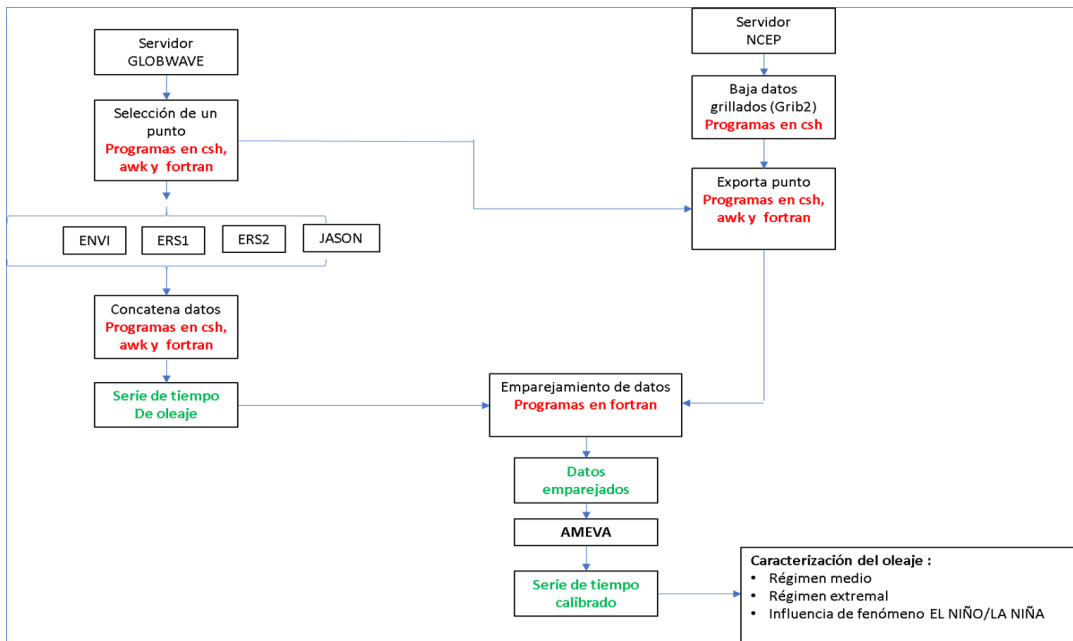 Servidor
GLOBWAVE
Selección de un
punto
Programas en csh,
awk y fortran
ENVI
ERS1
ERS2
JASON
Concatena datos
Programas en csh,
awk y fortran
Serie de tiempo
De oleaje
Servidor
NCEP
Baja datos
grillados (Grib2)
Programas en csh
Exporta punto
Programas en csh,
awk y fortran
Emparejamiento de datos
Programas en fortran
Datos
emparejados
AMEVA
Serie de tiempo
calibrado
Caracterización del oleaje :
• Régimen medio
• Régimen extremal
• Influencia de fenómeno EL NIÑO/LA NIÑA